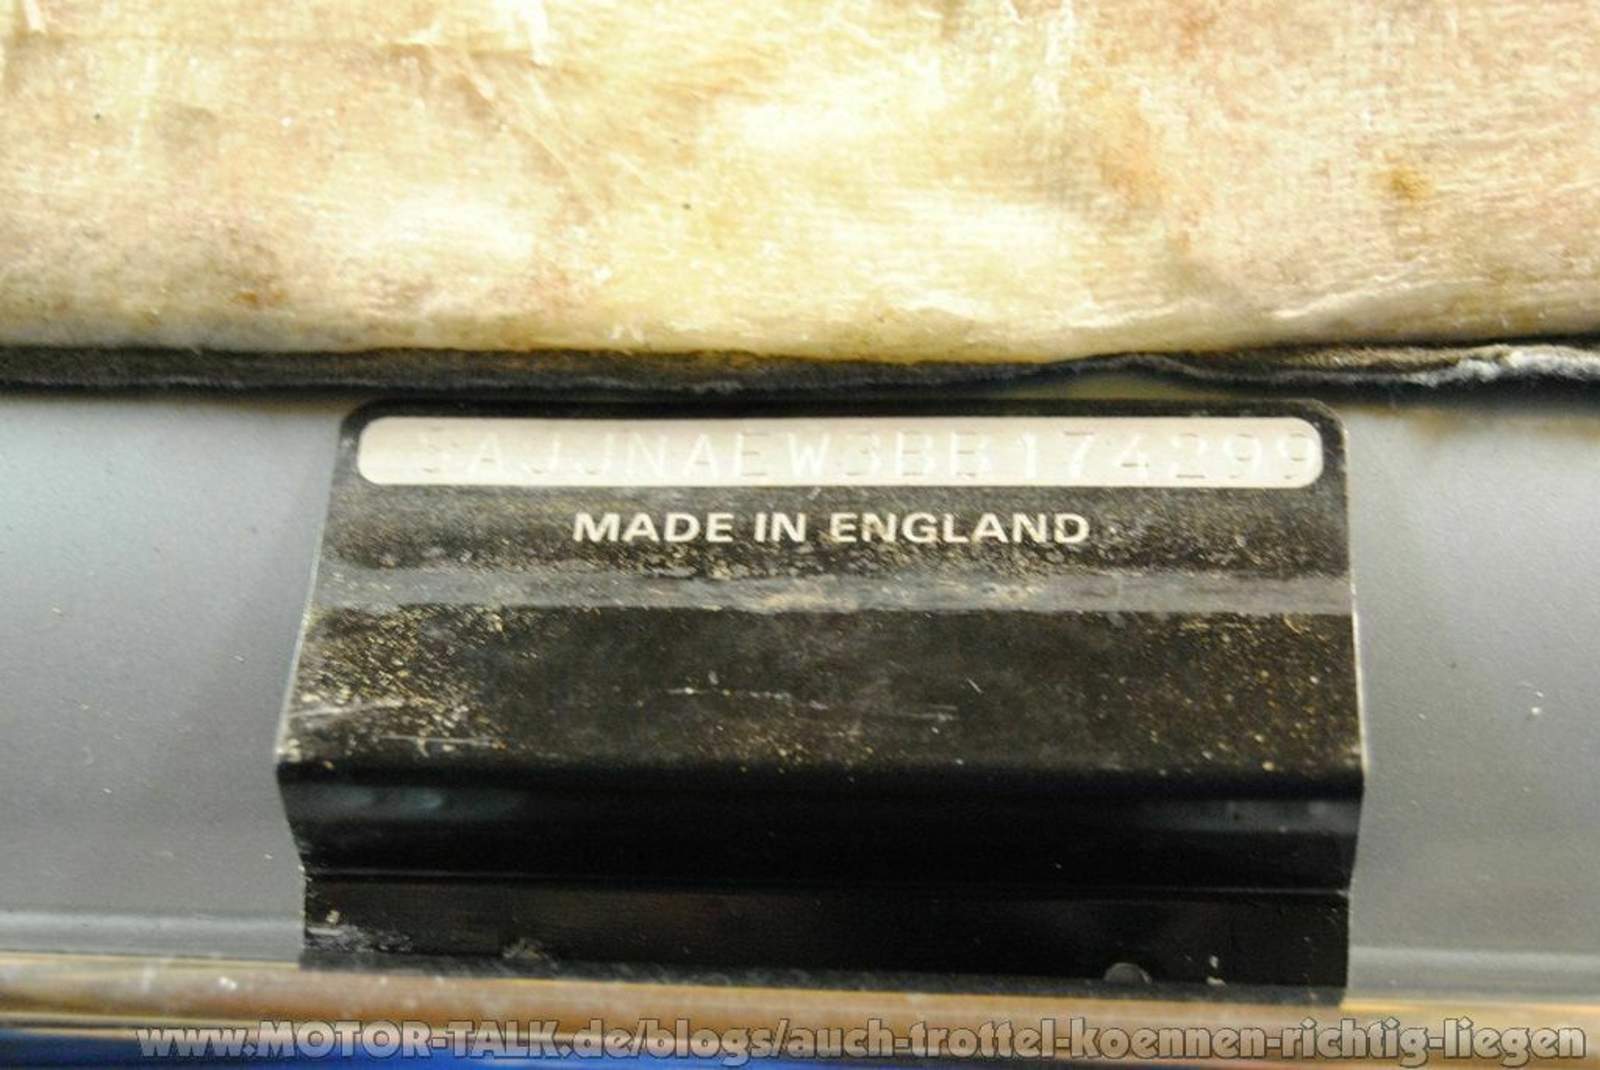 SAJJNAEW3BB174299
MADE IN ENGLAND
www.MOTOR-TALK.de/blogs/auch-trottel-koennen-richtig-liegen